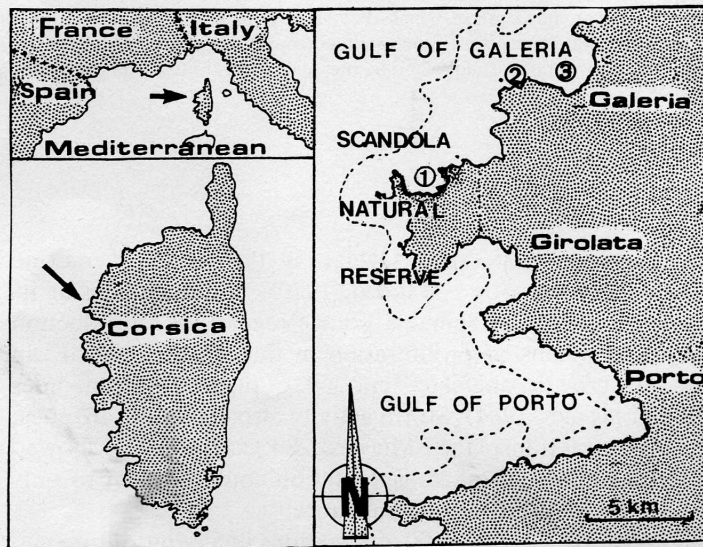 France
Italy
Spain
Mediterranean
Corsica
GULF OF GALERIA
② ③
Galeria
SCANDOLA
①
NATURAL
Girolata
RESERVE
Porto
GULF OF PORTO
N
5 km